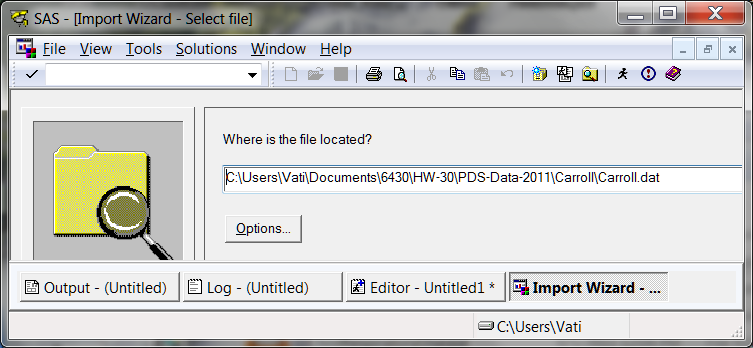 SAS - [Import Wizard - Select file]
File View Tools Solutions Window Help
Where is the file located?
C:\Users\Vati\Documents\6430\HW-30\PDS-Data-2011\Carroll\Carroll.dat
Options...
Output - (Untitled) Log - (Untitled) Editor - Untitled1 * Import Wizard - ...
C:\Users\Vati